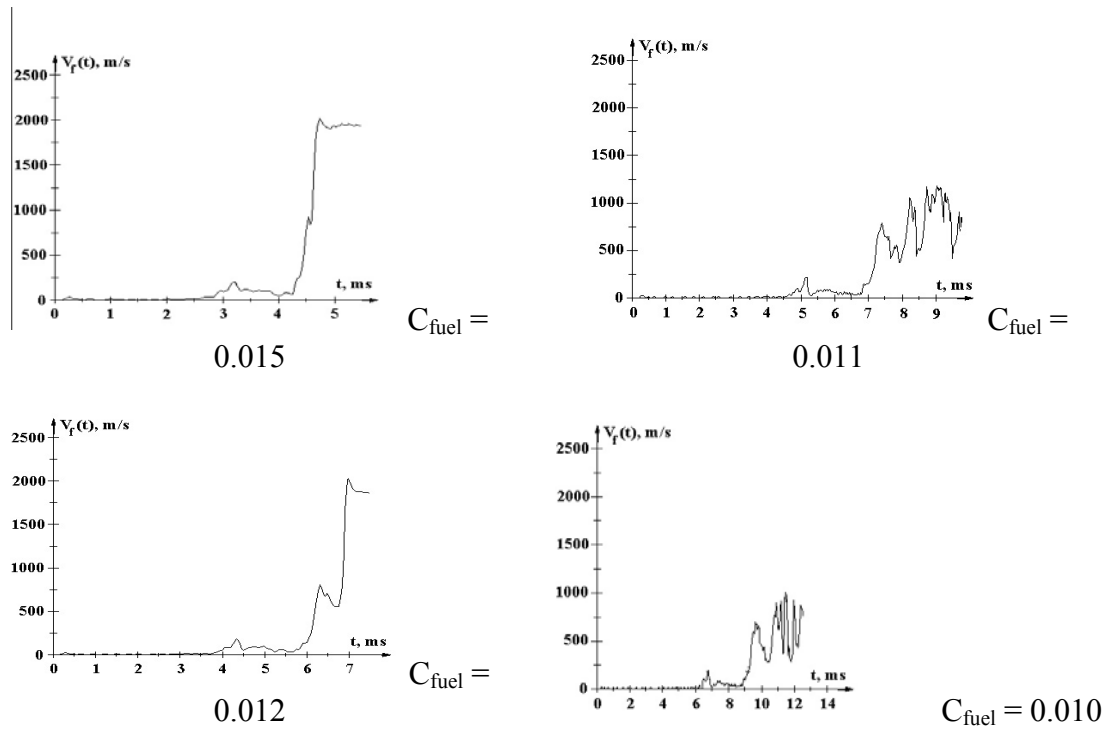 V_f(t), m/s
2500
2000
1500
1000
500
0
0 1 2 3 4 5
t, ms
C_fuel =
0.015
V_f(t), m/s
2500
2000
1500
1000
500
0
0 1 2 3 4 5 6 7 8 9
t, ms
C_fuel =
0.011
V_f(t), m/s
2500
2000
1500
1000
500
0
0 1 2 3 4 5 6 7
t, ms
C_fuel =
0.012
V_f(t), m/s
2500
2000
1500
1000
500
0
0 2 4 6 8 10 12 14
t, ms
C_fuel = 0.010